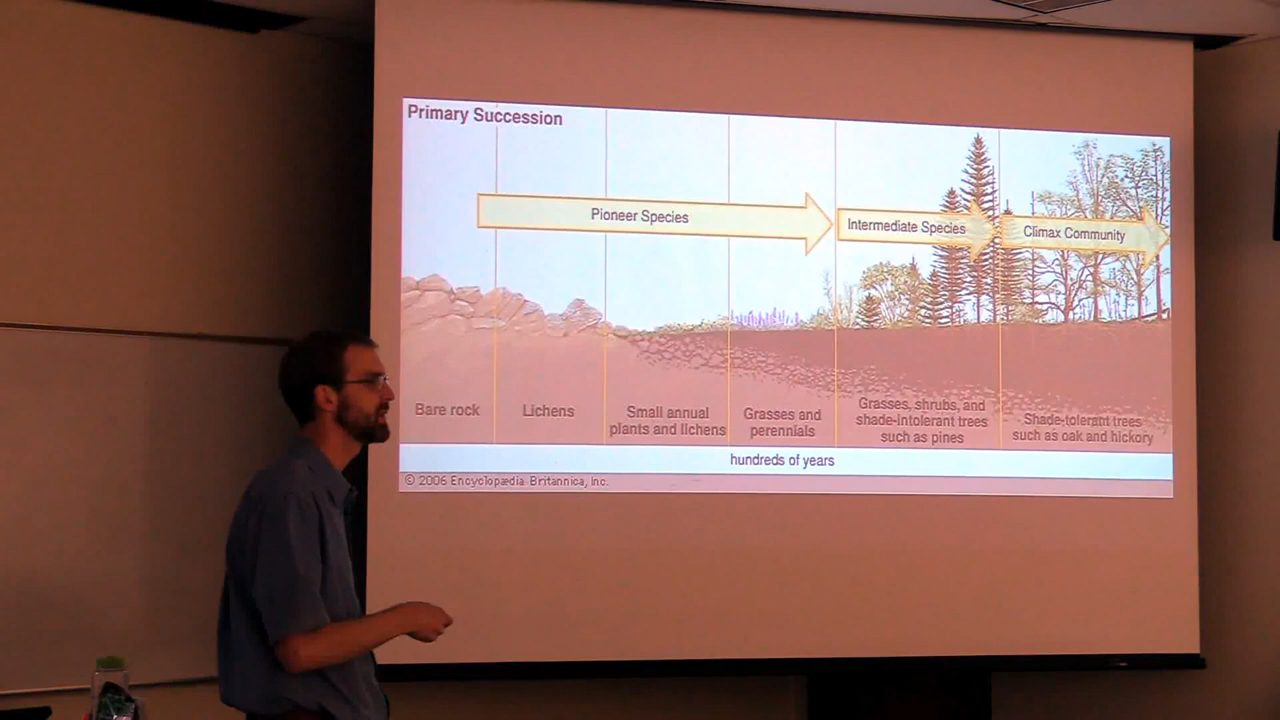 Primary Succession
Pioneer Species
Intermediate Species
Climax Community
Bare rock
Lichens
Small annual
plants and lichens
Grasses and
perennials
Grasses, shrubs, and
shade-intolerant trees
such as pines
Shade-tolerant trees
such as oak and hickory
hundreds of years
© 2006 Encyclopædia Britannica, Inc.